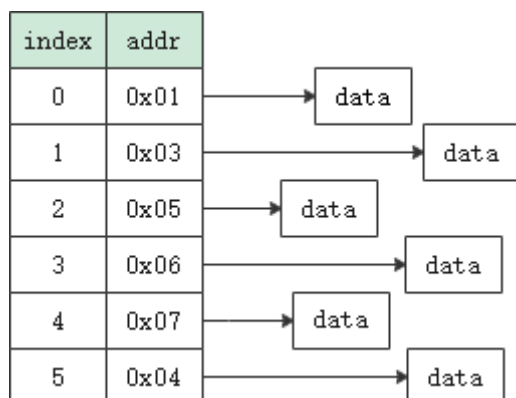 index addr
0 0x01 data
1 0x03 data
2 0x05 data
3 0x06 data
4 0x07 data
5 0x04 data